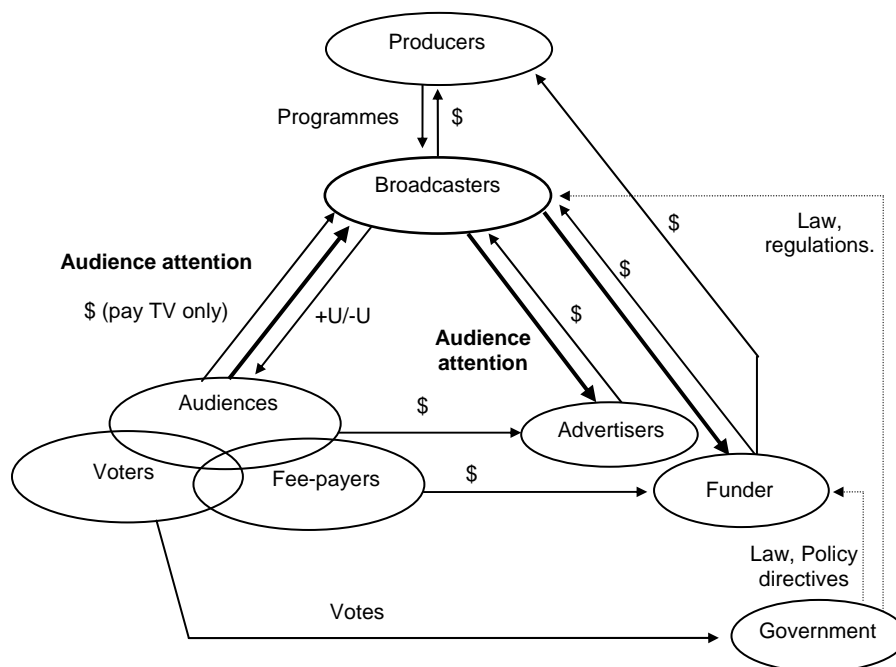 Producers
Programmes
$
Broadcasters
$
Law,
regulations.
Audience attention
$
$ (pay TV only)
+U/-U
$
Audience
attention
Audiences
$
Advertisers
Voters
Fee-payers
$
Funder
Law, Policy
directives
Votes
Government